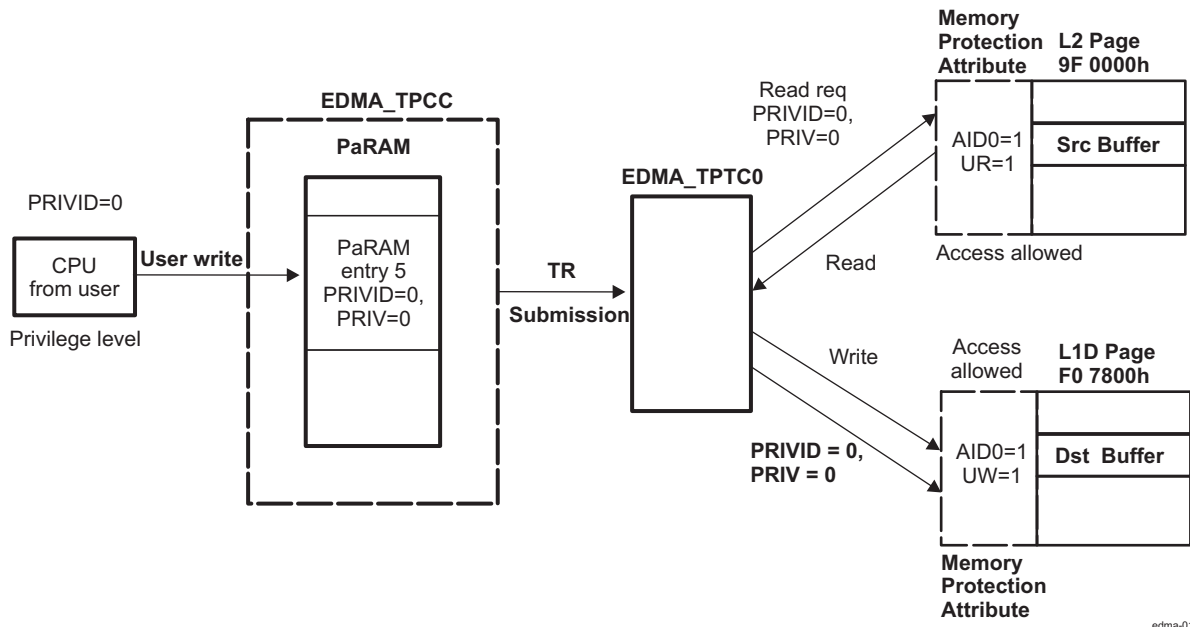 Memory
Protection
Attribute
L2 Page
9F 0000h
EDMA_TPCC
PaRAM
Read req
PRIVID=0,
PRIV=0
AID0=1
UR=1
Src Buffer
EDMA_TPTC0
PRIVID=0
CPU
from user
Privilege level
User write
PaRAM
entry 5
PRIVID=0,
PRIV=0
TR
Submission
Read
Access allowed
Write
Access
allowed
L1D Page
F0 7800h
PRIVID = 0,
PRIV = 0
AID0=1
UW=1
Dst Buffer
Memory
Protection
Attribute